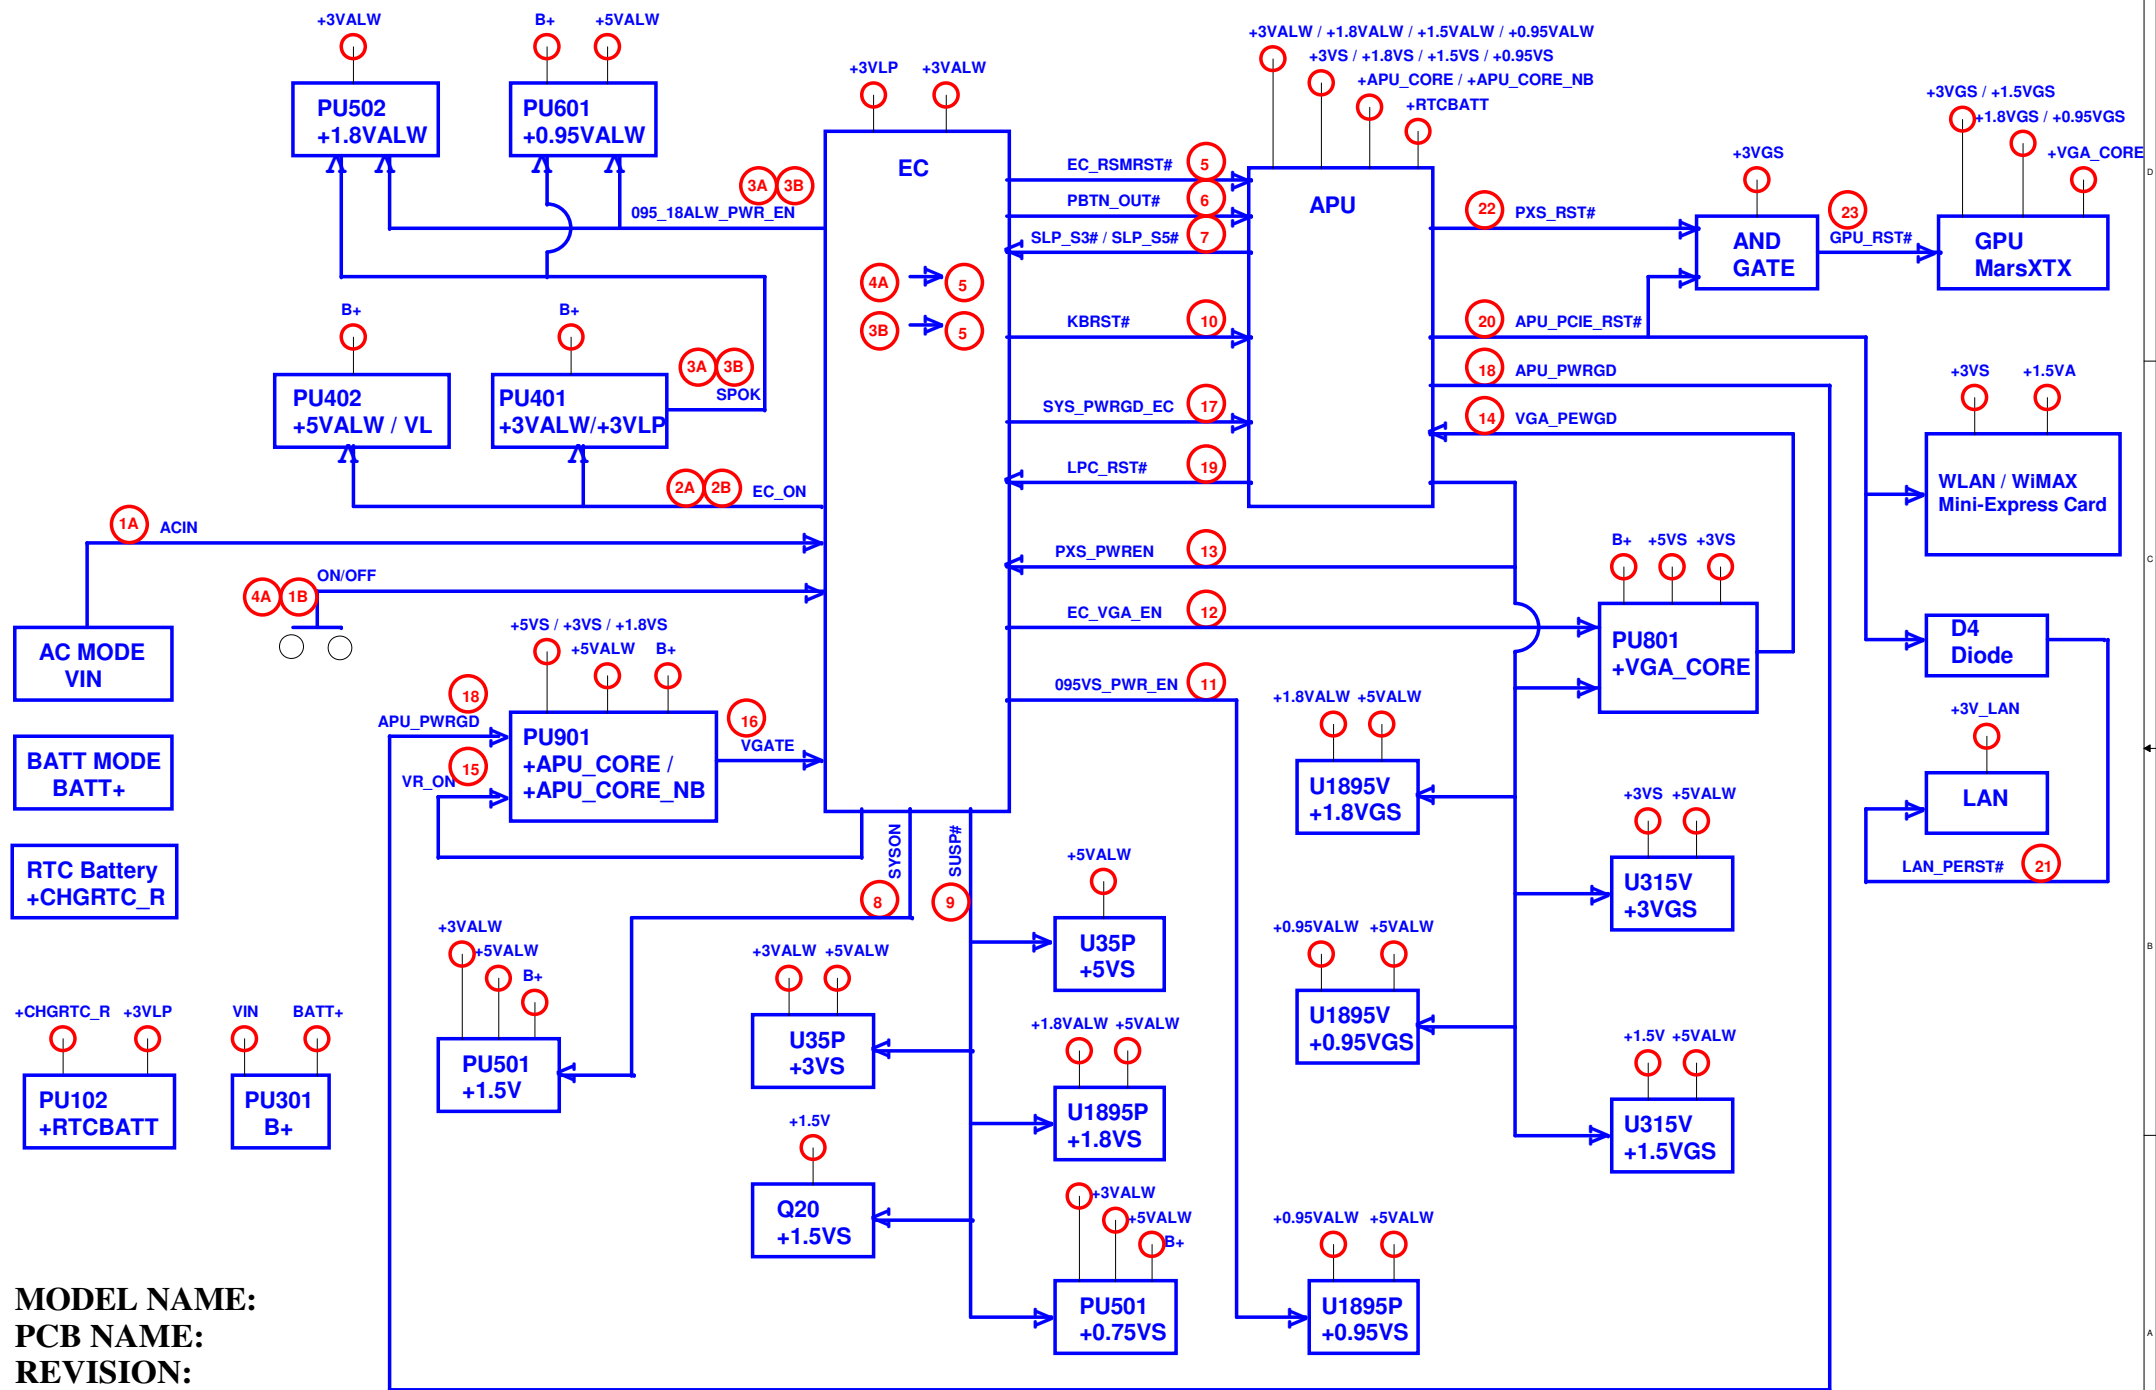 +3VALW
B+ +5VALW
PU502
+1.8VALW
PU601
+0.95VALW
3A 3B
095_18ALW_PWR_EN
B+
PU402
+5VALW / VL
B+
PU401
+3VALW/+3VLP
3A 3B
SPOK
2A 2B EC_ON
1A ACIN
ON/OFF
4A 1B
AC MODE
VIN
BATT MODE
BATT+
RTC Battery
+CHGRTC_R
+CHGRTC_R +3VLP
PU102
+RTCBATT
VIN BATT+
PU301
B+
+3VLP +3VALW
EC
4A 5
3B 5
EC_RSMRST# 5
PBTN_OUT# 6
SLP_S3# / SLP_S5# 7
KBRST# 10
SYS_PWRGD_EC 17
LPC_RST# 19
PXS_PWREN 13
EC_VGA_EN 12
095VS_PWR_EN 11
+3VALW / +1.8VALW / +1.5VALW / +0.95VALW
+3VS / +1.8VS / +1.5VS / +0.95VS
+APU_CORE / +APU_CORE_NB
+RTCBATT
APU
22 PXS_RST#
20 APU_PCIE_RST#
18 APU_PWRGD
14 VGA_PEWGD
+3VGS
AND
GATE
23
GPU_RST#
+3VGS / +1.5VGS
+1.8VGS / +0.95VGS
+VGA_CORE
GPU
MarsXTX
+3VS +1.5VA
WLAN / WiMAX
Mini-Express Card
D4
Diode
+3V_LAN
LAN
LAN_PERST# 21
B+ +5VS +3VS
PU801
+VGA_CORE
+5VS / +3VS / +1.8VS
+5VALW B+
18
APU_PWRGD
15
VR_ON
PU901
+APU_CORE /
+APU_CORE_NB
16
VGATE
SYSON
8
SUSP#
9
+3VALW
+5VALW
B+
PU501
+1.5V
+3VALW +5VALW
U35P
+3VS
+1.5V
Q20
+1.5VS
+5VALW
U35P
+5VS
+1.8VALW +5VALW
U1895P
+1.8VS
+3VALW
+5VALW
B+
PU501
+0.75VS
+1.8VALW +5VALW
U1895V
+1.8VGS
+0.95VALW +5VALW
U1895V
+0.95VGS
+0.95VALW +5VALW
U1895P
+0.95VS
+3VS +5VALW
U315V
+3VGS
+1.5V +5VALW
U315V
+1.5VGS
D
C
B
A
MODEL NAME:
PCB NAME:
REVISION: